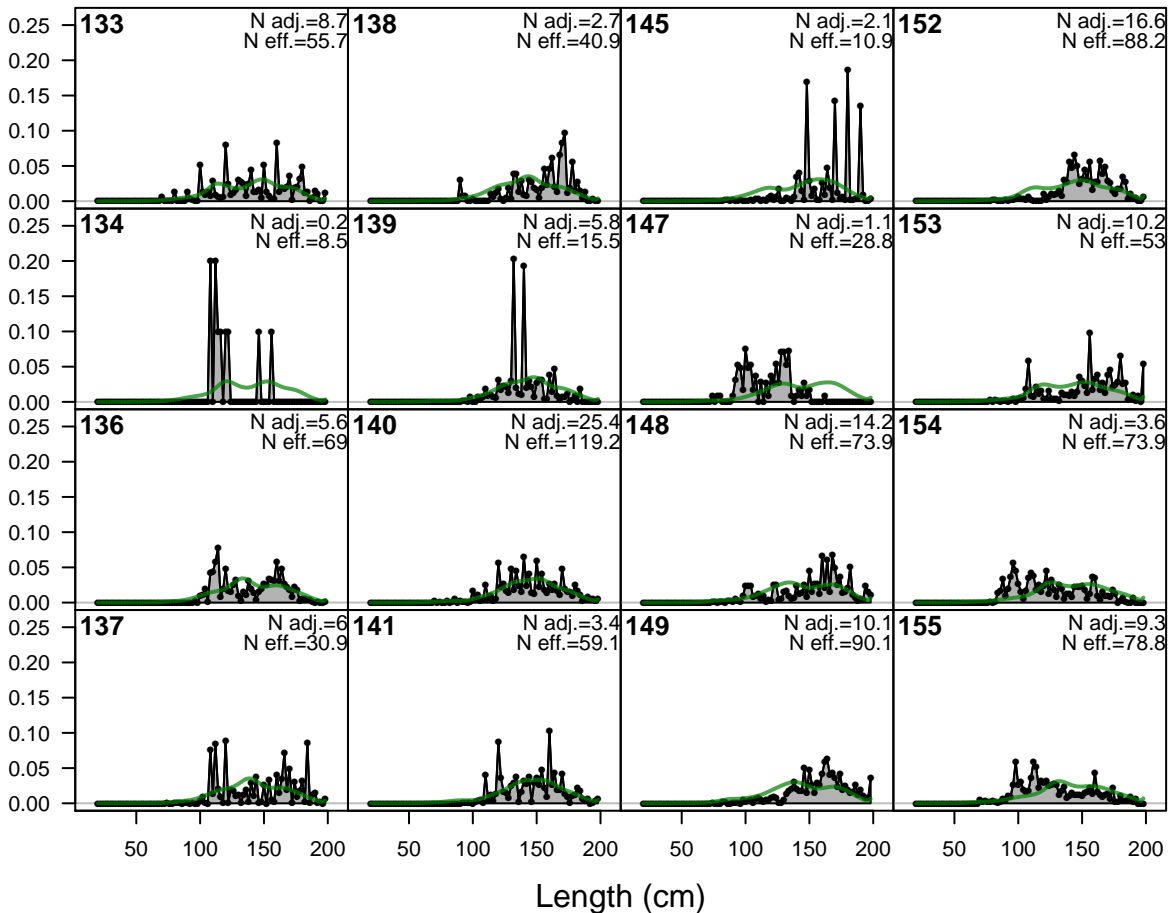 133
N adj.=8.7
N eff.=55.7
138
N adj.=2.7
N eff.=40.9
145
N adj.=2.1
N eff.=10.9
152
N adj.=16.6
N eff.=88.2
0.25
0.20
0.15
0.10
0.05
0.00
134
N adj.=0.2
N eff.=8.5
139
N adj.=5.8
N eff.=15.5
147
N adj.=1.1
N eff.=28.8
153
N adj.=10.2
N eff.=53
0.25
0.20
0.15
0.10
0.05
0.00
136
N adj.=5.6
N eff.=69
140
N adj.=25.4
N eff.=119.2
148
N adj.=14.2
N eff.=73.9
154
N adj.=3.6
N eff.=73.9
0.25
0.20
0.15
0.10
0.05
0.00
137
N adj.=6
N eff.=30.9
141
N adj.=3.4
N eff.=59.1
149
N adj.=10.1
N eff.=90.1
155
N adj.=9.3
N eff.=78.8
0.25
0.20
0.15
0.10
0.05
0.00
50 100 150 200 50 100 150 200 50 100 150 200 50 100 150 200
Length (cm)